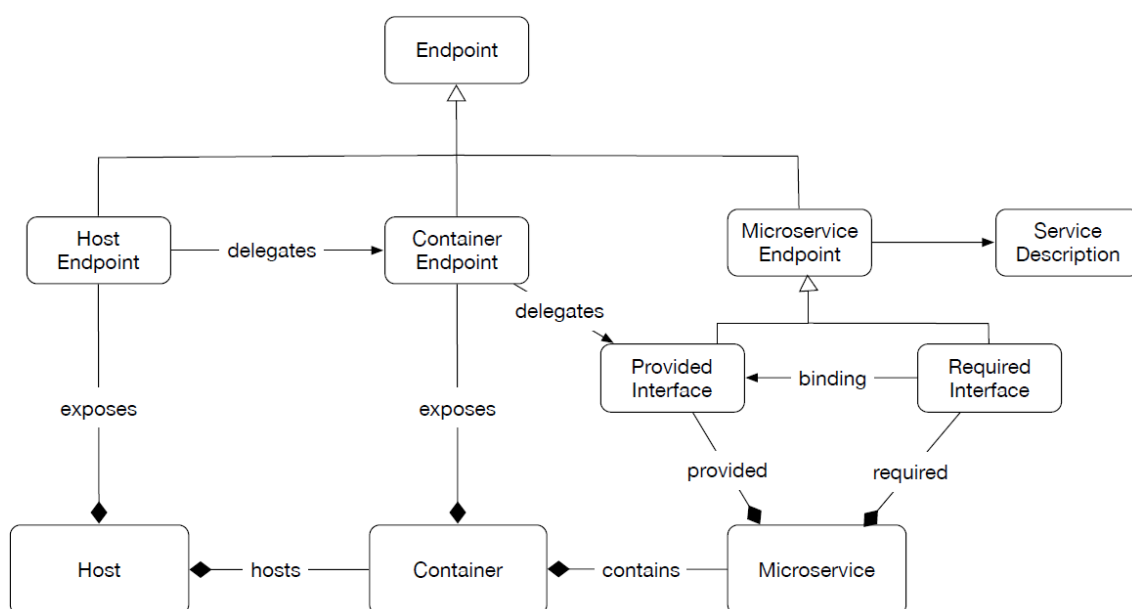 Endpoint
Host
Endpoint
delegates
Container
Endpoint
Microservice
Endpoint
Service
Description
delegates
Provided
Interface
binding
Required
Interface
exposes
exposes
provided
required
Host
hosts
Container
contains
Microservice